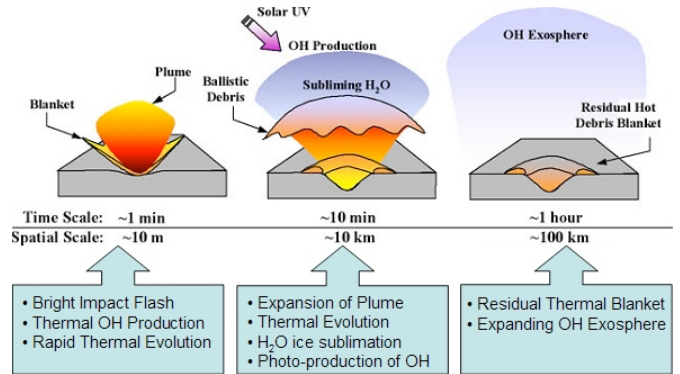 Solar UV
OH Production
OH Exosphere
Plume
Ballistic
Debris
Subliming H₂O
Blanket
Residual Hot
Debris Blanket
Time Scale: ~1 min ~10 min ~1 hour
Spatial Scale: ~10 m ~10 km ~100 km
• Bright Impact Flash
• Thermal OH Production
• Rapid Thermal Evolution
• Expansion of Plume
• Thermal Evolution
• H₂O ice sublimation
• Photo-production of OH
• Residual Thermal Blanket
• Expanding OH Exosphere